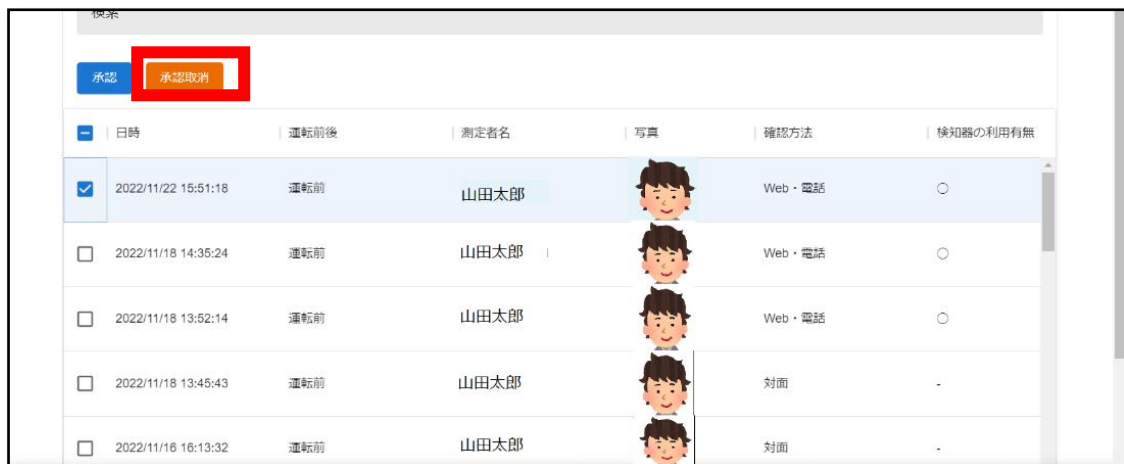 検索
承認 承認取消
日時 運転前後 測定者名 写真 確認方法 検知器の利用有無
2022/11/22 15:51:18 運転前 山田太郎 Web・電話 ○
2022/11/18 14:35:24 運転前 山田太郎 Web・電話 ○
2022/11/18 13:52:14 運転前 山田太郎 Web・電話 ○
2022/11/18 13:45:43 運転前 山田太郎 対面 -
2022/11/16 16:13:32 運転前 山田太郎 対面 -